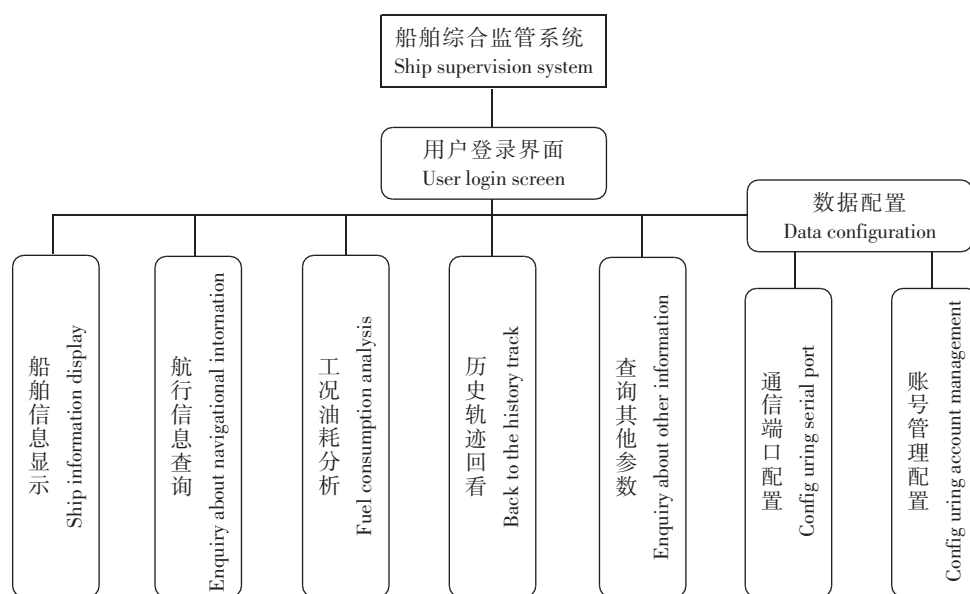 船舶综合监管系统
Ship supervision system
用户登录界面
User login screen
数据配置
Data configuration
船舶信息显示
Ship information display
航行信息查询
Enquiry about navigational intornation
工况油耗分析
Fuel consumption analysis
历史轨迹回看
Back to the history track
查询其他参数
Enquiry about other information
通信端口配置
Config uring serial port
账号管理配置
Config uring account management